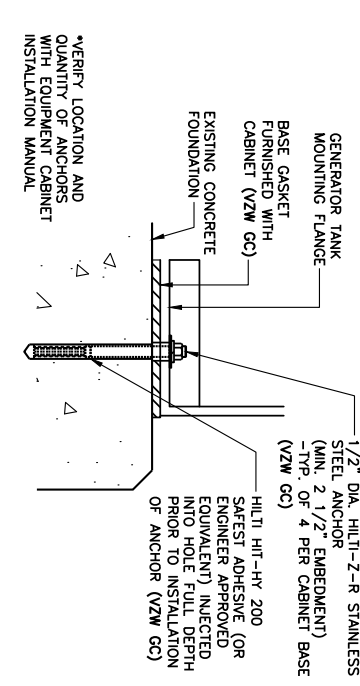 GENERATOR TANK
MOUNTING FLANGE
BASE GASKET
FURNISHED WITH
CABINET (VZW GC)
EXISTING CONCRETE
FOUNDATION
*VERIFY LOCATION AND
QUANTITY OF ANCHORS
WITH EQUIPMENT CABINET
INSTALLATION MANUAL
1/2" DIA. HILTI-Z-R STAINLESS
STEEL ANCHOR
(MIN. 2 1/2" EMBEDMENT)
-TYP. OF 4 PER CABINET BASE
(VZW GC)
HILTI HIT-HY 200
SAFEST ADHESIVE (OR
ENGINEER APPROVED
EQUIVALENT) INJECTED
INTO HOLE FULL DEPTH
PRIOR TO INSTALLATION
OF ANCHOR (VZW GC)